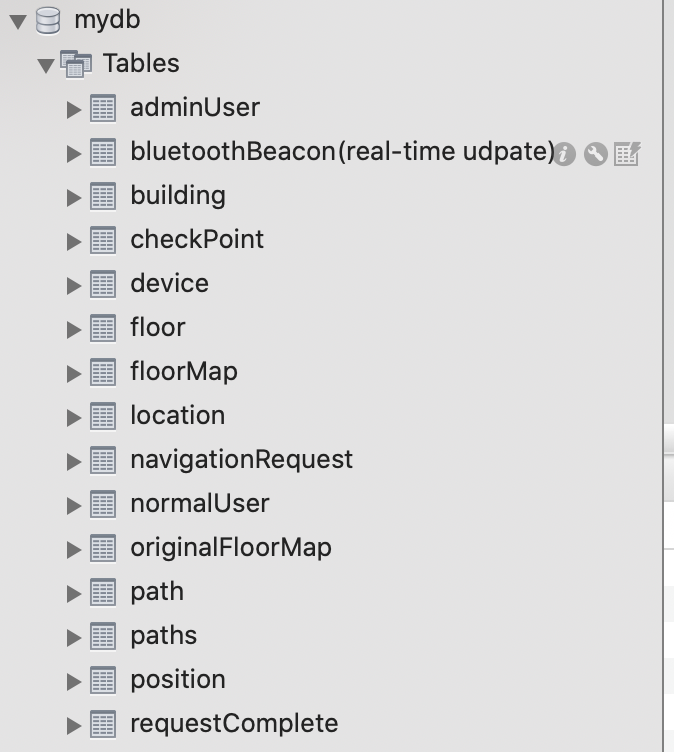 mydb
Tables
adminUser
bluetoothBeacon(real-time udpate)
building
checkPoint
device
floor
floorMap
location
navigationRequest
normalUser
originalFloorMap
path
paths
position
requestComplete